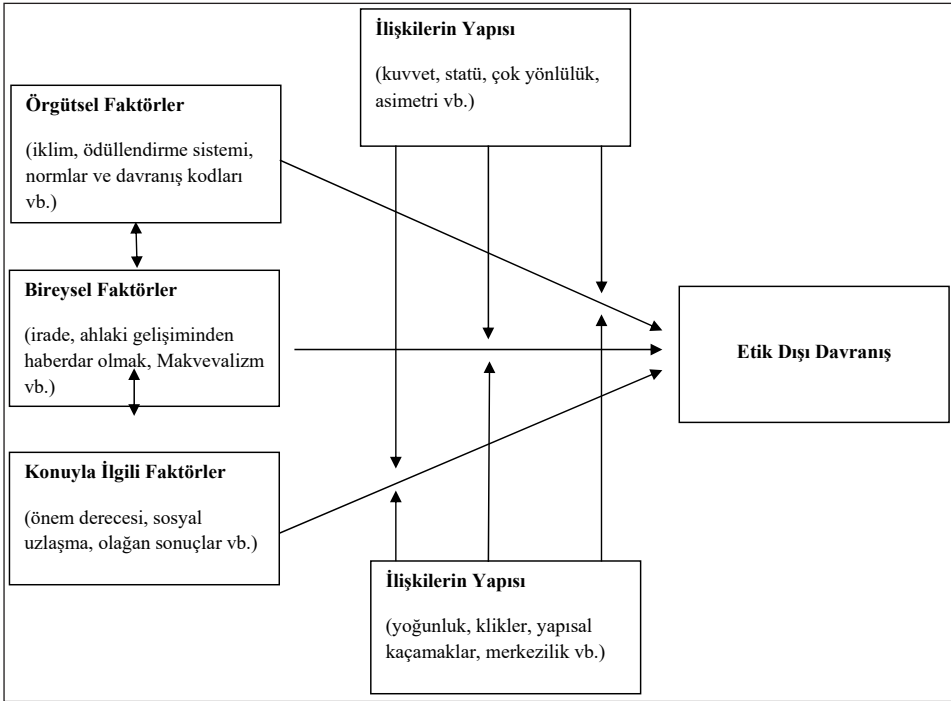 İlişkilerin Yapısı
(kuvvet, statü, çok yönlülük,
asimetri vb.)
Örgütsel Faktörler
(iklim, ödüllendirme sistemi,
normlar ve davranış kodları
vb.)
Bireysel Faktörler
(irade, ahlaki gelişiminden
haberdar olmak, Makvevalizm
vb.)
Etik Dışı Davranış
Konuyla İlgili Faktörler
(önem derecesi, sosyal
uzlaşma, olağan sonuçlar vb.)
İlişkilerin Yapısı
(yoğunluk, klikler, yapısal
kaçamaklar, merkezilik vb.)